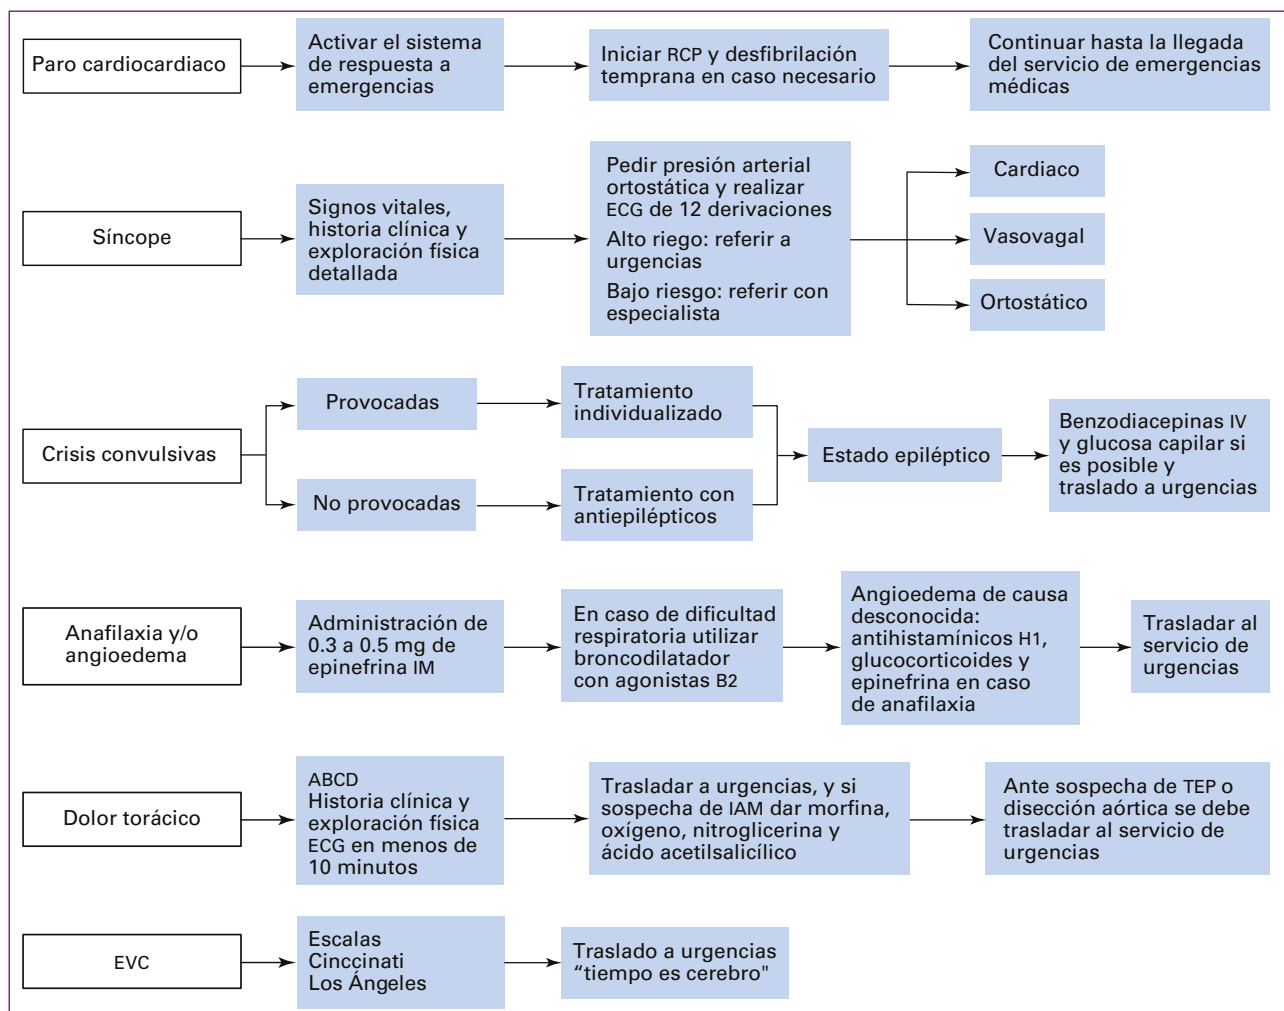 Paro cardiocardiaco
Activar el sistema
de respuesta a
emergencias
Iniciar RCP y desfibrilación
temprana en caso necesario
Continuar hasta la llegada
del servicio de emergencias
médicas
Síncope
Signos vitales,
historia clínica y
exploración física
detallada
Pedir presión arterial
ortostática y realizar
ECG de 12 derivaciones
Alto riego: referir a
urgencias
Bajo riesgo: referir con
especialista
Cardiaco
Vasovagal
Ortostático
Crisis convulsivas
Provocadas
Tratamiento
individualizado
No provocadas
Tratamiento con
antiepilépticos
Estado epiléptico
Benzodiacepinas IV
y glucosa capilar si
es posible y
traslado a urgencias
Anafilaxia y/o
angioedema
Administración de
0.3 a 0.5 mg de
epinefrina IM
En caso de dificultad
respiratoria utilizar
broncodilatador
con agonistas B2
Angioedema de causa
desconocida:
antihistamínicos H1,
glucocorticoides y
epinefrina en caso
de anafilaxia
Trasladar al
servicio de
urgencias
Dolor torácico
ABCD
Historia clínica y
exploración física
ECG en menos de
10 minutos
Trasladar a urgencias, y si
sospecha de IAM dar morfina,
oxígeno, nitroglicerina y
ácido acetilsalicílico
Ante sospecha de TEP o
disección aórtica se debe
trasladar al servicio de
urgencias
EVC
Escalas
Cinccinati
Los Ángeles
Traslado a urgencias
“tiempo es cerebro"